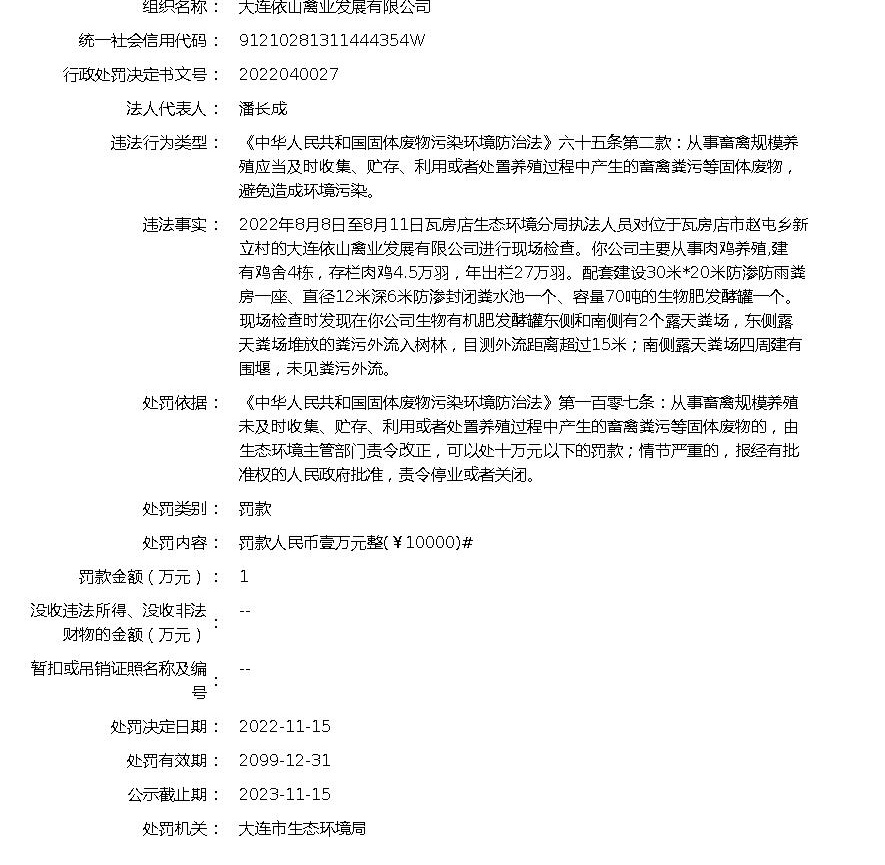 组织名称： 大连依山禽业发展有限公司
统一社会信用代码： 91210281311444354W
行政处罚决定书文号： 2022040027
法人代表人： 潘长成
违法行为类型： 《中华人民共和国固体废物污染环境防治法》六十五条第二款：从事畜禽规模养
殖应当及时收集、贮存、利用或者处置养殖过程中产生的畜禽粪污等固体废物，
避免造成环境污染。
违法事实： 2022年8月8日至8月11日瓦房店生态环境分局执法人员对位于瓦房店市赵屯乡新
立村的大连依山禽业发展有限公司进行现场检查。你公司主要从事肉鸡养殖,建
有鸡舍4栋，存栏肉鸡4.5万羽，年出栏27万羽。配套建设30米*20米防渗防雨粪
房一座、直径12米深6米防渗封闭粪水池一个、容量70吨的生物肥发酵罐一个。
现场检查时发现在你公司生物有机肥发酵罐东侧和南侧有2个露天粪场，东侧露
天粪场堆放的粪污外流入树林，目测外流距离超过15米；南侧露天粪场四周建有
围堰，未见粪污外流。
处罚依据： 《中华人民共和国固体废物污染环境防治法》第一百零七条：从事畜禽规模养殖
未及时收集、贮存、利用或者处置养殖过程中产生的畜禽粪污等固体废物的，由
生态环境主管部门责令改正，可以处十万元以下的罚款；情节严重的，报经有批
准权的人民政府批准，责令停业或者关闭。
处罚类别： 罚款
处罚内容： 罚款人民币壹万元整(￥10000)#
罚款金额（万元）： 1
没收违法所得、没收非法
财物的金额（万元）： --
暂扣或吊销证照名称及编
号： --
处罚决定日期： 2022-11-15
处罚有效期： 2099-12-31
公示截止期： 2023-11-15
处罚机关： 大连市生态环境局